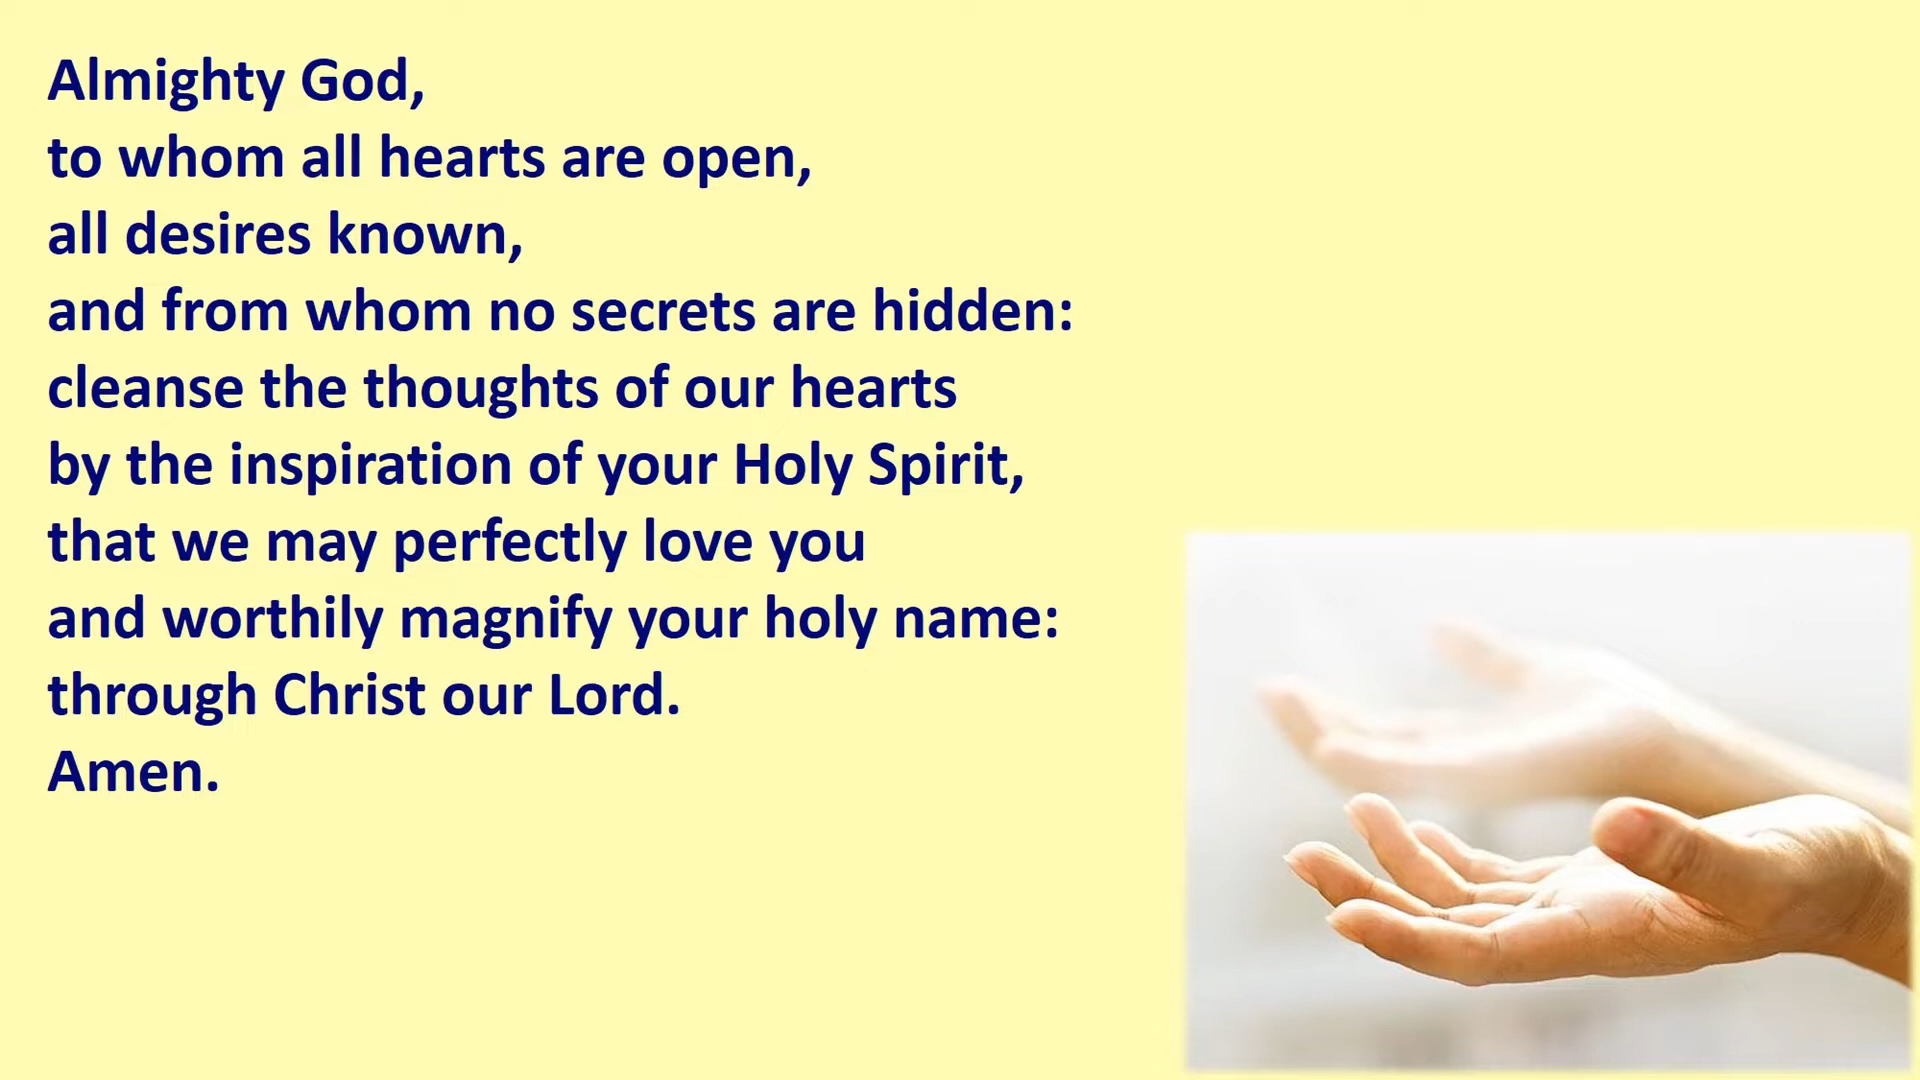 Almighty God,
to whom all hearts are open,
all desires known,
and from whom no secrets are hidden:
cleanse the thoughts of our hearts
by the inspiration of your Holy Spirit,
that we may perfectly love you
and worthily magnify your holy name:
through Christ our Lord.
Amen.